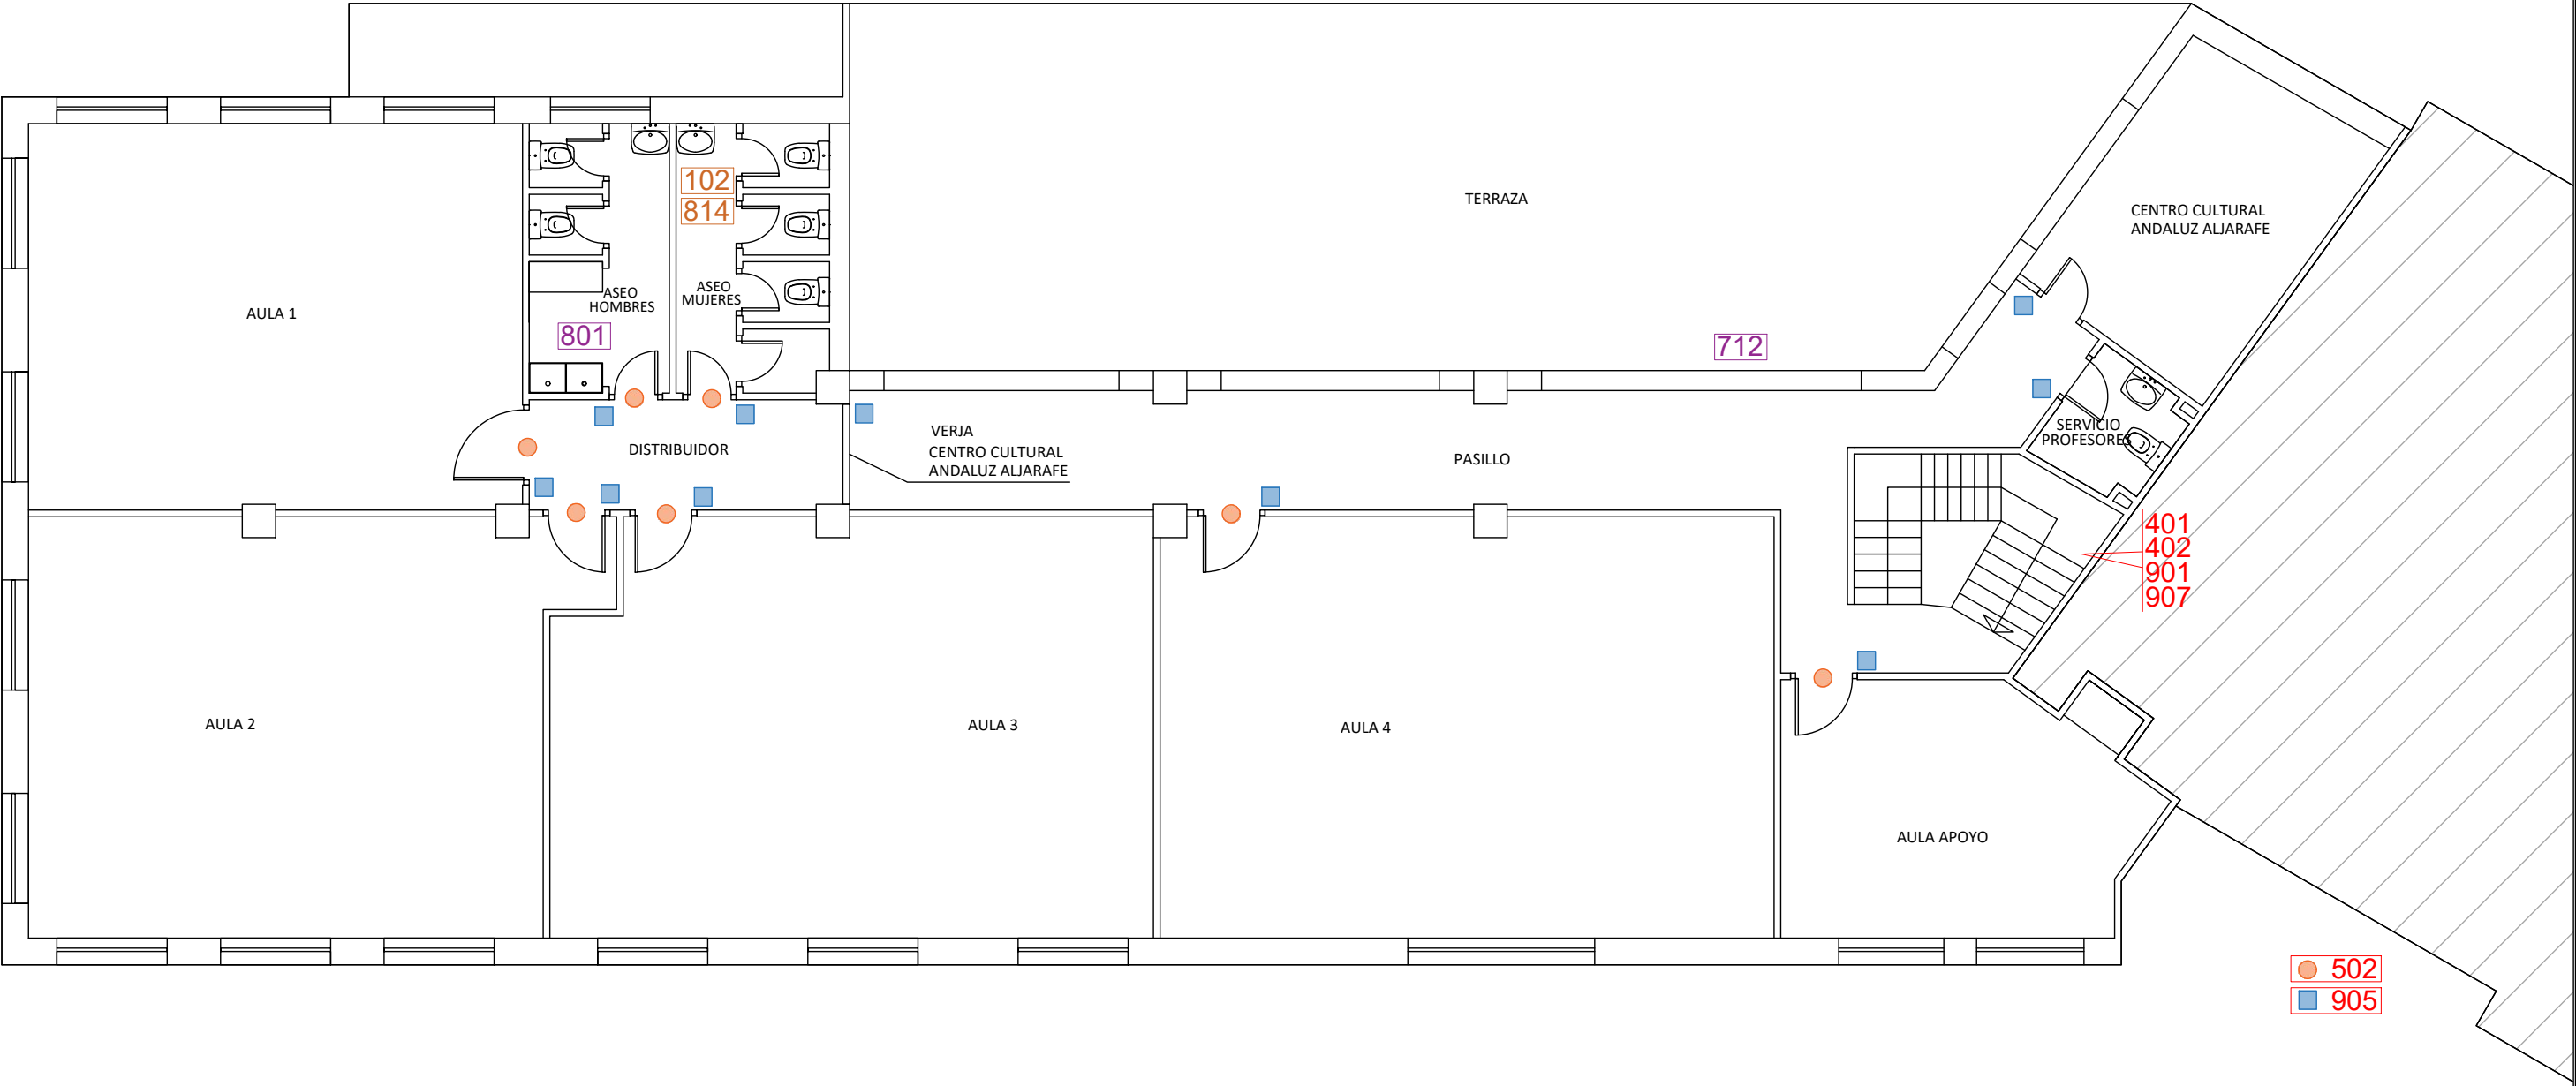 TERRAZA
CENTRO CULTURAL
ANDALUZ ALJARAFE
102
814
AULA 1
ASEO
HOMBRES
ASEO
MUJERES
801
712
VERJA
CENTRO CULTURAL
ANDALUZ ALJARAFE
DISTRIBUIDOR
PASILLO
SERVICIO
PROFESORES
401
402
901
907
AULA 2
AULA 3
AULA 4
AULA APOYO
502
905